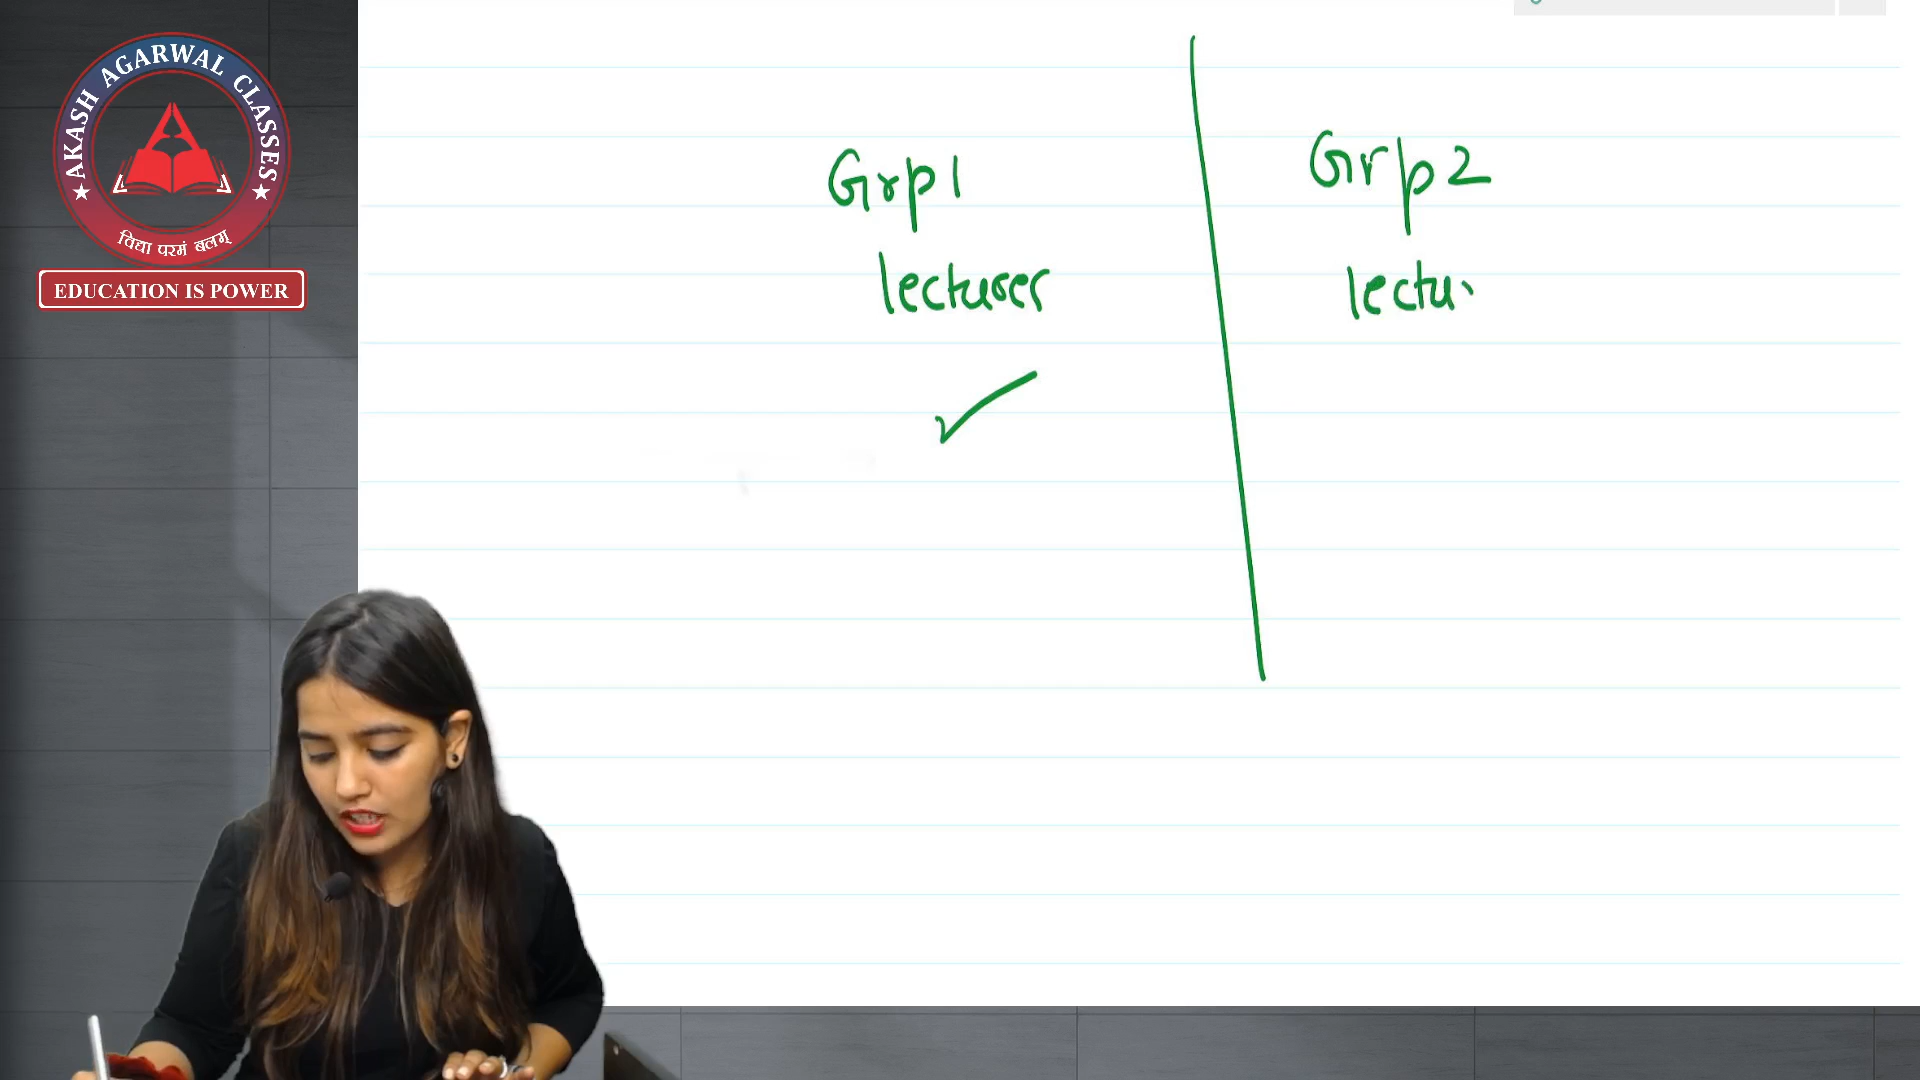 AKASH AGARWAL CLASSES
विद्या परमं बलम्
EDUCATION IS POWER
Grp1
lecturer
Grp2
lectu